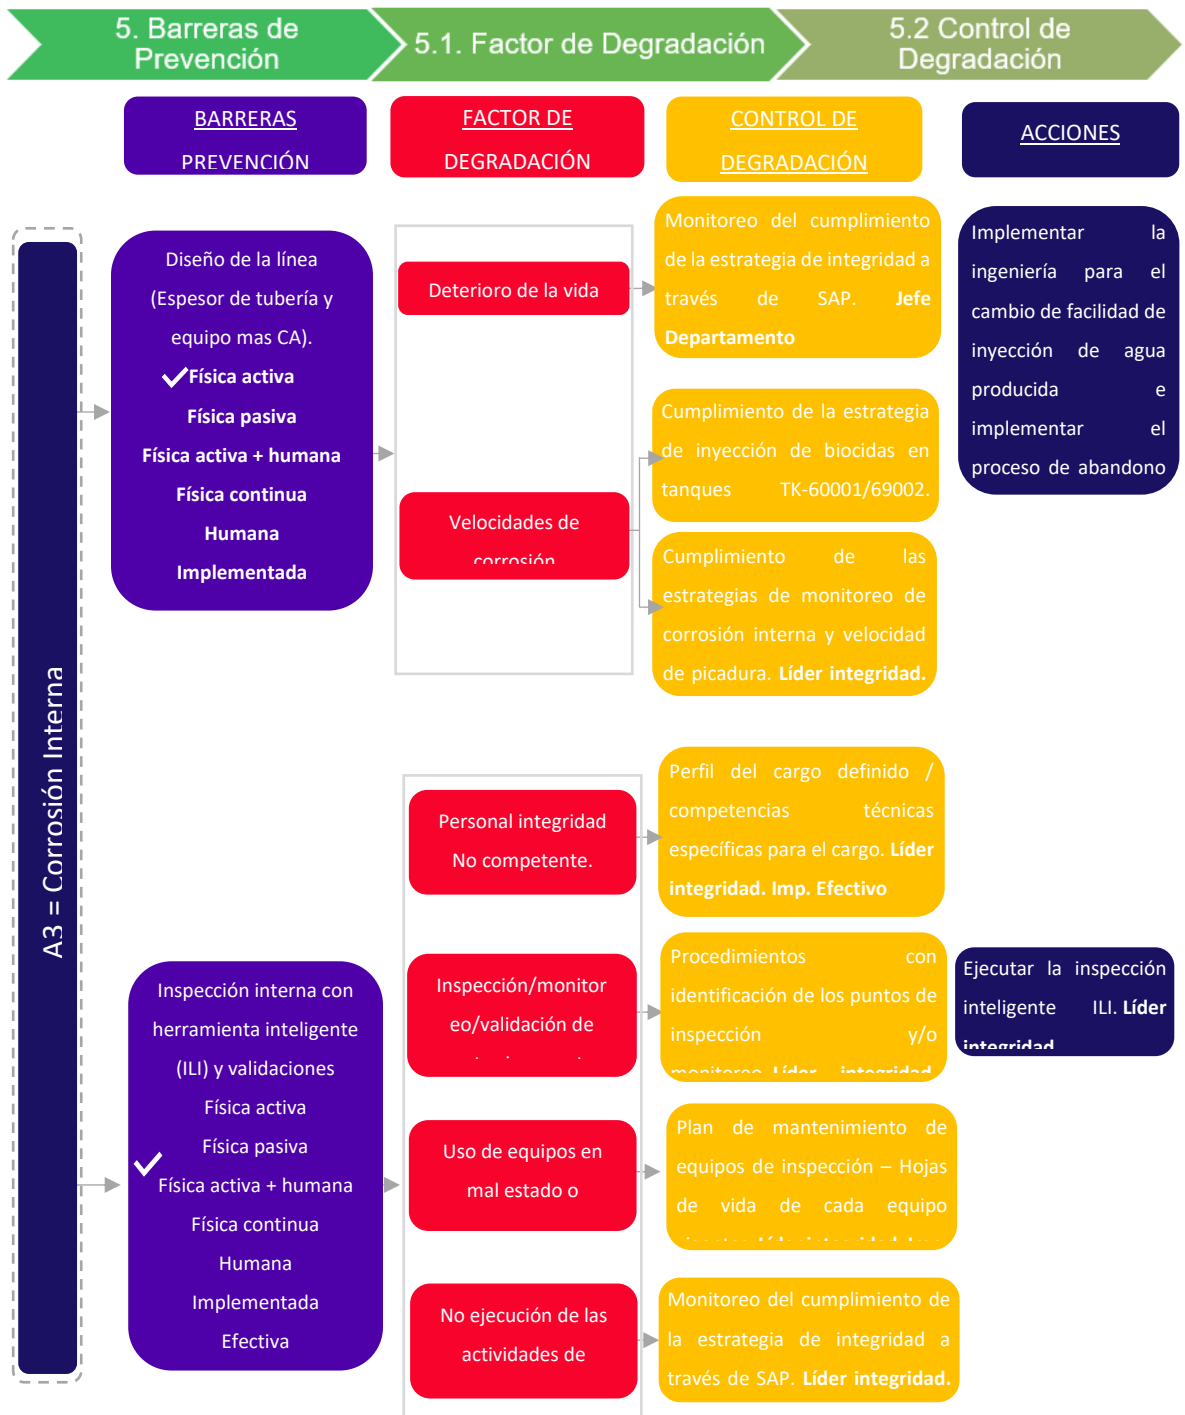 5. Barreras de
Prevención
5.1. Factor de Degradación
5.2 Control de
Degradación
BARRERAS
PREVENCIÓN
FACTOR DE
DEGRADACIÓN
CONTROL DE
DEGRADACIÓN
ACCIONES
A3 = Corrosión Interna
Diseño de la línea
(Espesor de tubería y
equipo mas CA).
Física activa
Física pasiva
Física activa + humana
Física continua
Humana
Implementada
Deterioro de la vida
Velocidades de
corrosión
Monitoreo del cumplimiento
de la estrategia de integridad a
través de SAP. Jefe
Departamento
Cumplimiento de la estrategia
de inyección de biocidas en
tanques TK-60001/69002.
Cumplimiento de las
estrategias de monitoreo de
corrosión interna y velocidad
de picadura. Líder integridad.
Implementar la
ingeniería para el
cambio de facilidad de
inyección de agua
producida e
implementar el
proceso de abandono
Inspección interna con
herramienta inteligente
(ILI) y validaciones
Física activa
Física pasiva
Física activa + humana
Física continua
Humana
Implementada
Efectiva
Personal integridad
No competente.
Inspección/monitor
eo/validación de
Uso de equipos en
mal estado o
No ejecución de las
actividades de
Perfil del cargo definido /
competencias técnicas
específicas para el cargo. Líder
integridad. Imp. Efectivo
Procedimientos con
identificación de los puntos de
inspección y/o
monitoreo. Líder integridad.
Plan de mantenimiento de
equipos de inspección – Hojas
de vida de cada equipo
Líder integridad.
Monitoreo del cumplimiento de
la estrategia de integridad a
través de SAP. Líder integridad.
Ejecutar la inspección
inteligente ILI. Líder
integridad